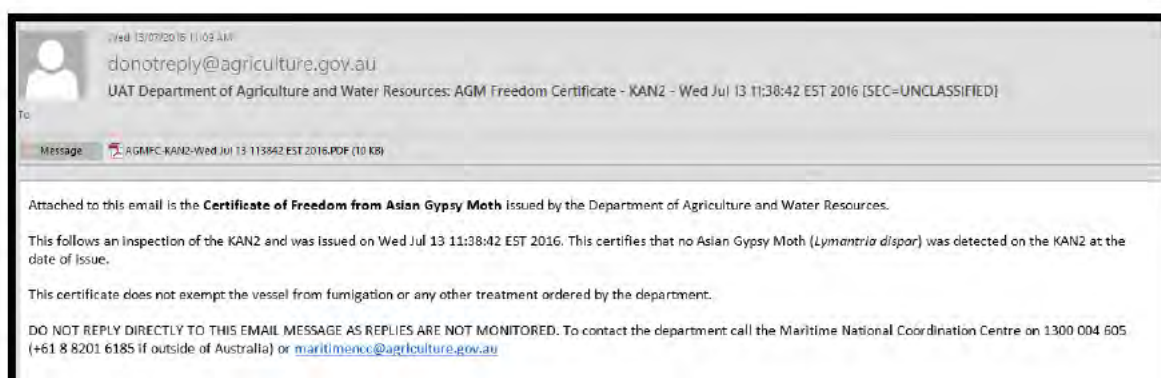 Wed 13/07/2016 11:09 AM
donotreply@agriculture.gov.au
UAT Department of Agriculture and Water Resources: AGM Freedom Certificate - KAN2 - Wed Jul 13 11:38:42 EST 2016 [SEC=UNCLASSIFIED]
To
Message AGMFC-KAN2-Wed Jul 13 113842 EST 2016.PDF (10 KB)
Attached to this email is the Certificate of Freedom from Asian Gypsy Moth issued by the Department of Agriculture and Water Resources.
This follows an inspection of the KAN2 and was issued on Wed Jul 13 11:38:42 EST 2016. This certifies that no Asian Gypsy Moth (Lymantria dispar) was detected on the KAN2 at the
date of issue.
This certificate does not exempt the vessel from fumigation or any other treatment ordered by the department.
DO NOT REPLY DIRECTLY TO THIS EMAIL MESSAGE AS REPLIES ARE NOT MONITORED. To contact the department call the Maritime National Coordination Centre on 1300 004 605
(+61 8 8201 6185 if outside of Australia) or maritimencc@agriculture.gov.au